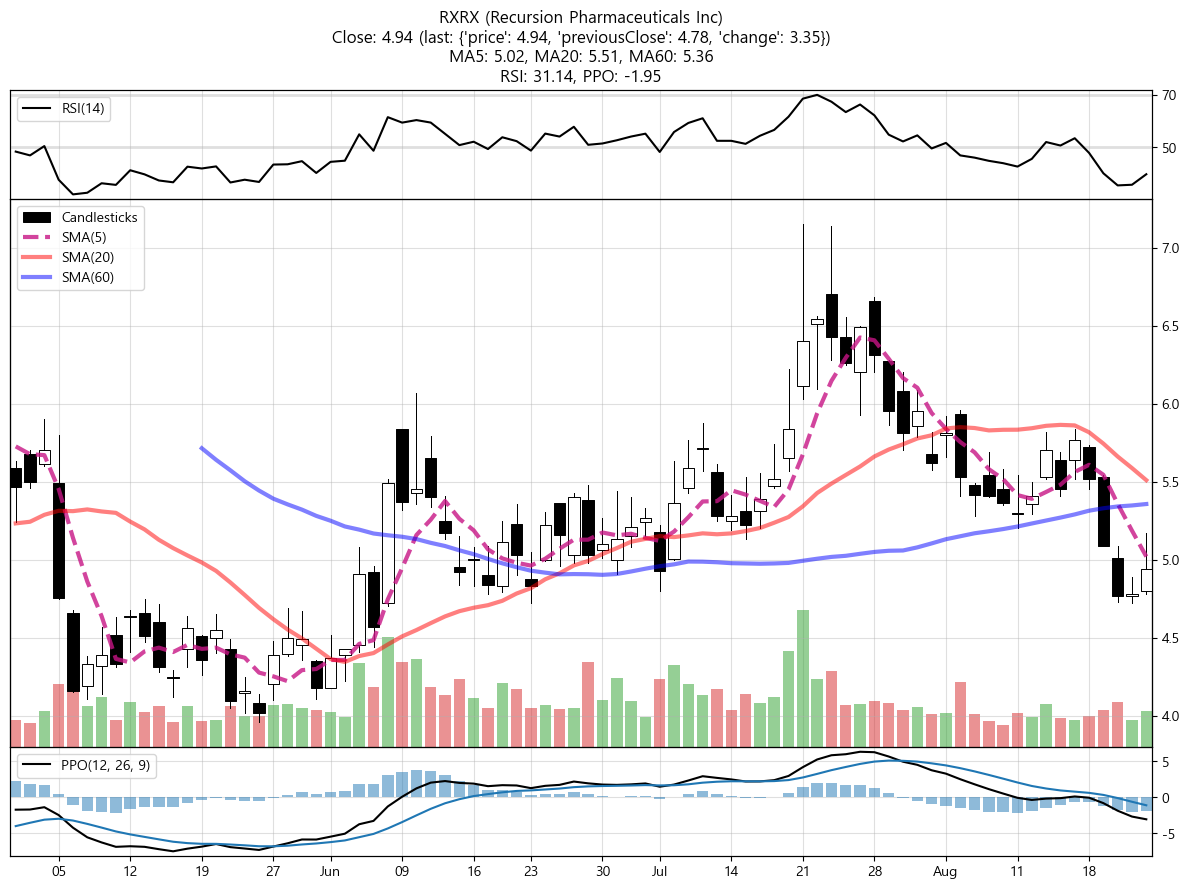 RXRX (Recursion Pharmaceuticals Inc)
Close: 4.94 (last: {'price': 4.94, 'previousClose': 4.78, 'change': 3.35})
MA5: 5.02, MA20: 5.51, MA60: 5.36
RSI: 31.14, PPO: -1.95
RSI(14)
70
50
Candlesticks
SMA(5)
SMA(20)
SMA(60)
7.0
6.5
6.0
5.5
5.0
4.5
4.0
PPO(12, 26, 9)
5
0
-5
05 12 19 27 Jun 09 16 23 30 Jul 14 21 28 Aug 11 18